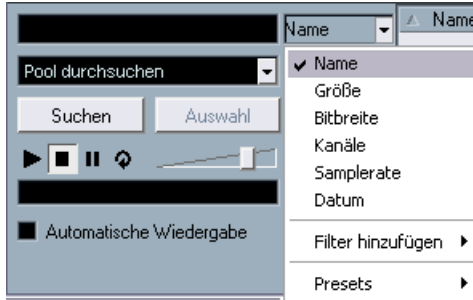 Name
Name
Pool durchsuchen
Suchen
Auswahl
Automatische Wiedergabe
Name
Größe
Bitbreite
Kanäle
Samplerate
Datum
Filter hinzufügen
Presets